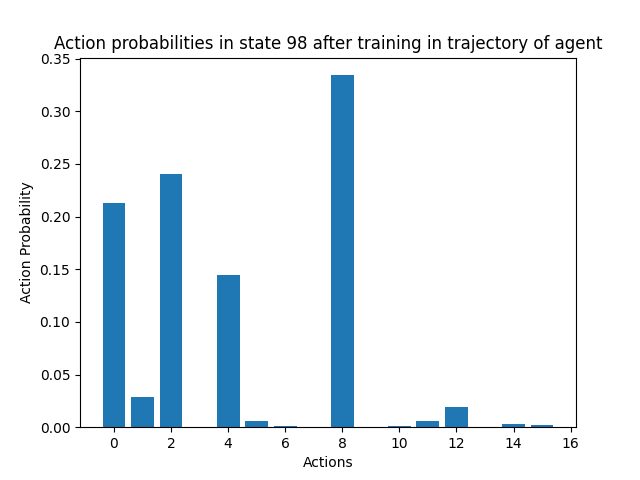 Action probabilities in state 98 after training in trajectory of agent
0.35
0.30
0.25
0.20
0.15
0.10
0.05
0.00
Action Probability
0 2 4 6 8 10 12 14 16
Actions